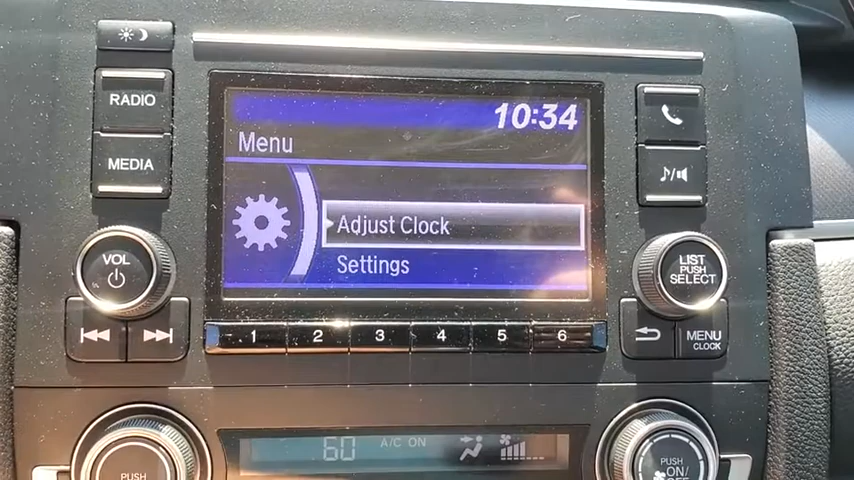 10:34
RADIO
Menu
MEDIA
Adjust Clock
VOL
LIST
PUSH
SELECT
Settings
1 2 3 4 5 6
MENU
CLOCK
60 A/C ON
PUSH
PUSH
ON/
OFF